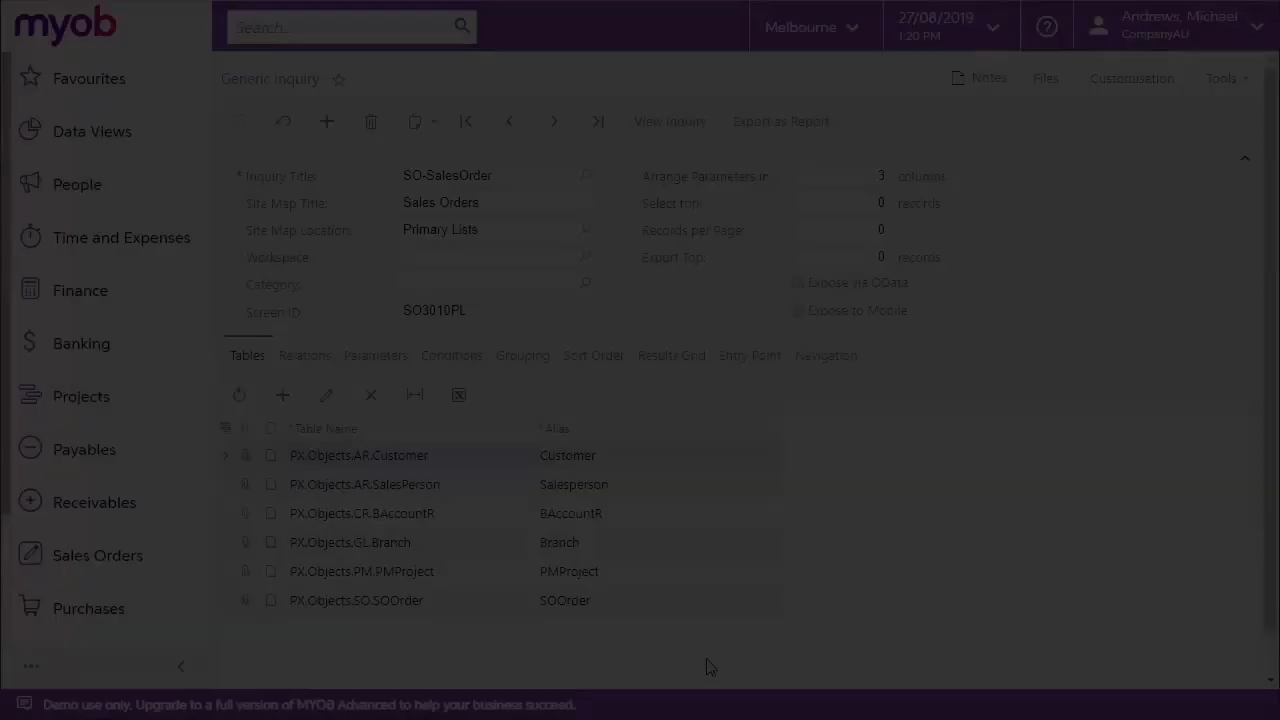 myob
Search...
Melbourne
27/08/2019
1:20 PM
Andrews, Michael
CompanyAU
Favourites
Data Views
People
Time and Expenses
Finance
Banking
Projects
Payables
Receivables
Sales Orders
Purchases
Generic Inquiry
Notes Files Customisation Tools
View Inquiry Export as Report
* Inquiry Title: SO-SalesOrder Arrange Parameters in: 3 columns
Site Map Title: Sales Orders Select Top: 0 records
Site Map Location: Primary Lists Records per Page: 0
Workspace: Export Top: 0 records
Category: Expose via OData
Screen ID: SO3010PL Expose to Mobile
Tables Relations Parameters Conditions Grouping Sort Order Results Grid Entry Point Navigation
* Table Name * Alias
PX.Objects.AR.Customer Customer
PX.Objects.AR.SalesPerson Salesperson
PX.Objects.CR.BAccountR BAccountR
PX.Objects.GL.Branch Branch
PX.Objects.PM.PMProject PMProject
PX.Objects.SO.SOOrder SOOrder
Demo use only. Upgrade to a full version of MYOB Advanced to help your business succeed.